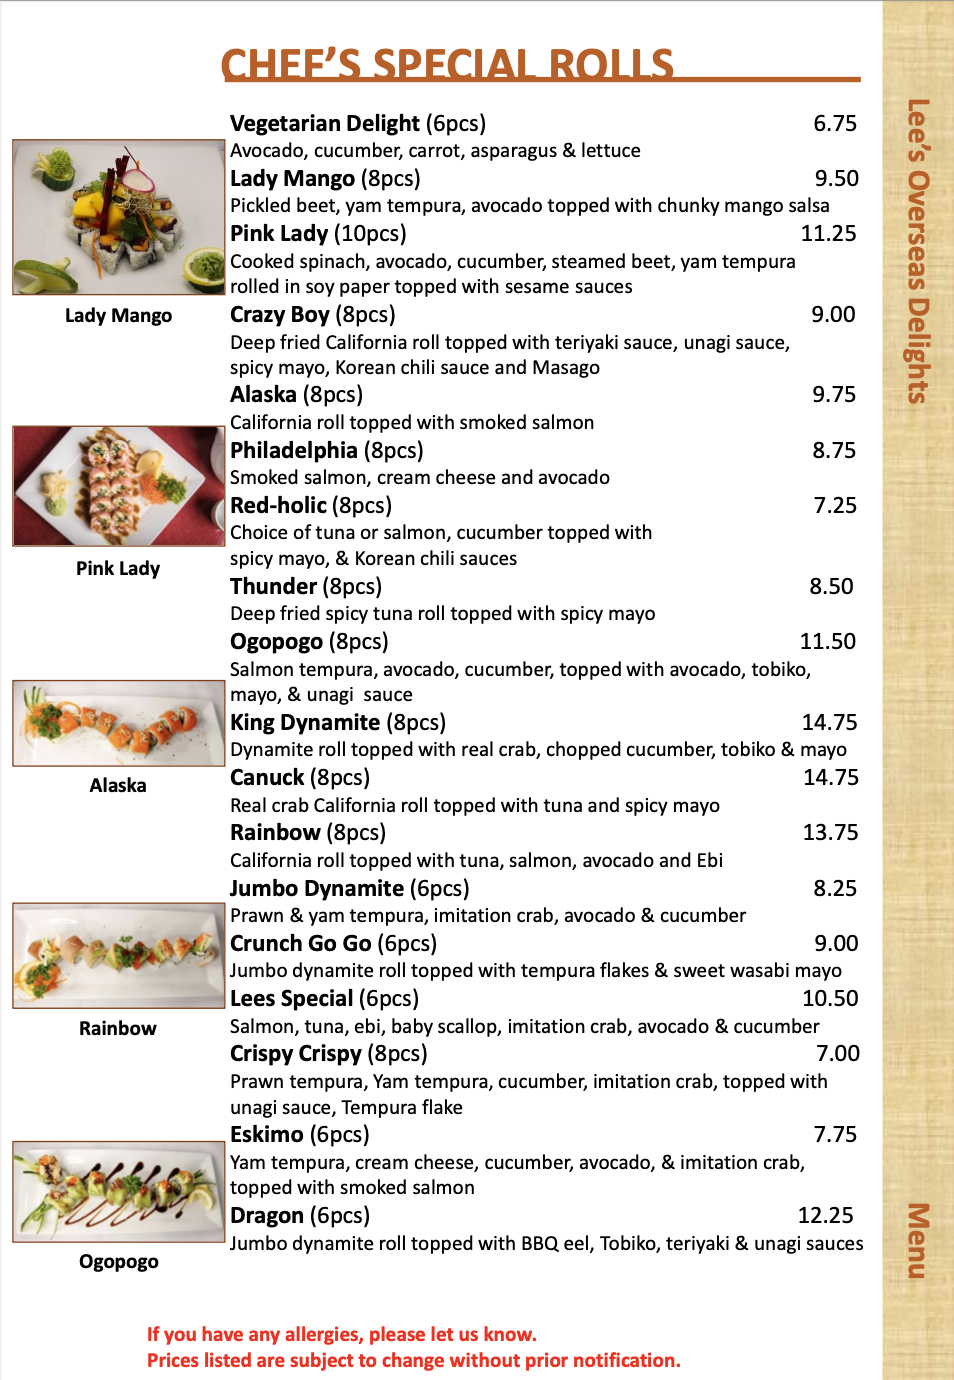 CHEF’S SPECIAL ROLLS
Vegetarian Delight (6pcs) 6.75
Avocado, cucumber, carrot, asparagus & lettuce
Lady Mango (8pcs) 9.50
Pickled beet, yam tempura, avocado topped with chunky mango salsa
Pink Lady (10pcs) 11.25
Cooked spinach, avocado, cucumber, steamed beet, yam tempura
rolled in soy paper topped with sesame sauces
Lady Mango
Crazy Boy (8pcs) 9.00
Deep fried California roll topped with teriyaki sauce, unagi sauce,
spicy mayo, Korean chili sauce and Masago
Alaska (8pcs) 9.75
California roll topped with smoked salmon
Philadelphia (8pcs) 8.75
Smoked salmon, cream cheese and avocado
Red-holic (8pcs) 7.25
Choice of tuna or salmon, cucumber topped with
spicy mayo, & Korean chili sauces
Pink Lady
Thunder (8pcs) 8.50
Deep fried spicy tuna roll topped with spicy mayo
Ogopogo (8pcs) 11.50
Salmon tempura, avocado, cucumber, topped with avocado, tobiko,
mayo, & unagi  sauce
King Dynamite (8pcs) 14.75
Dynamite roll topped with real crab, chopped cucumber, tobiko & mayo
Alaska
Canuck (8pcs) 14.75
Real crab California roll topped with tuna and spicy mayo
Rainbow (8pcs) 13.75
California roll topped with tuna, salmon, avocado and Ebi
Jumbo Dynamite (6pcs) 8.25
Prawn & yam tempura, imitation crab, avocado & cucumber
Crunch Go Go (6pcs) 9.00
Jumbo dynamite roll topped with tempura flakes & sweet wasabi mayo
Lees Special (6pcs) 10.50
Salmon, tuna, ebi, baby scallop, imitation crab, avocado & cucumber
Rainbow
Crispy Crispy (8pcs) 7.00
Prawn tempura, Yam tempura, cucumber, imitation crab, topped with
unagi sauce, Tempura flake
Eskimo (6pcs) 7.75
Yam tempura, cream cheese, cucumber, avocado, & imitation crab,
topped with smoked salmon
Dragon (6pcs) 12.25
Jumbo dynamite roll topped with BBQ eel, Tobiko, teriyaki & unagi sauces
Ogopogo
If you have any allergies, please let us know.
Prices listed are subject to change without prior notification.
Lee’s Overseas Delights
Menu